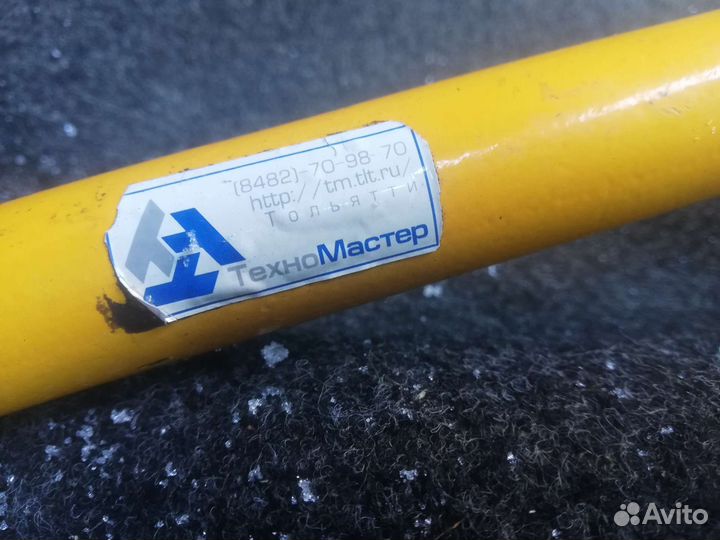 (8482)-70-98-70
http://tm.tlt.ru/
Тольятти
ТехноМастер
Avito